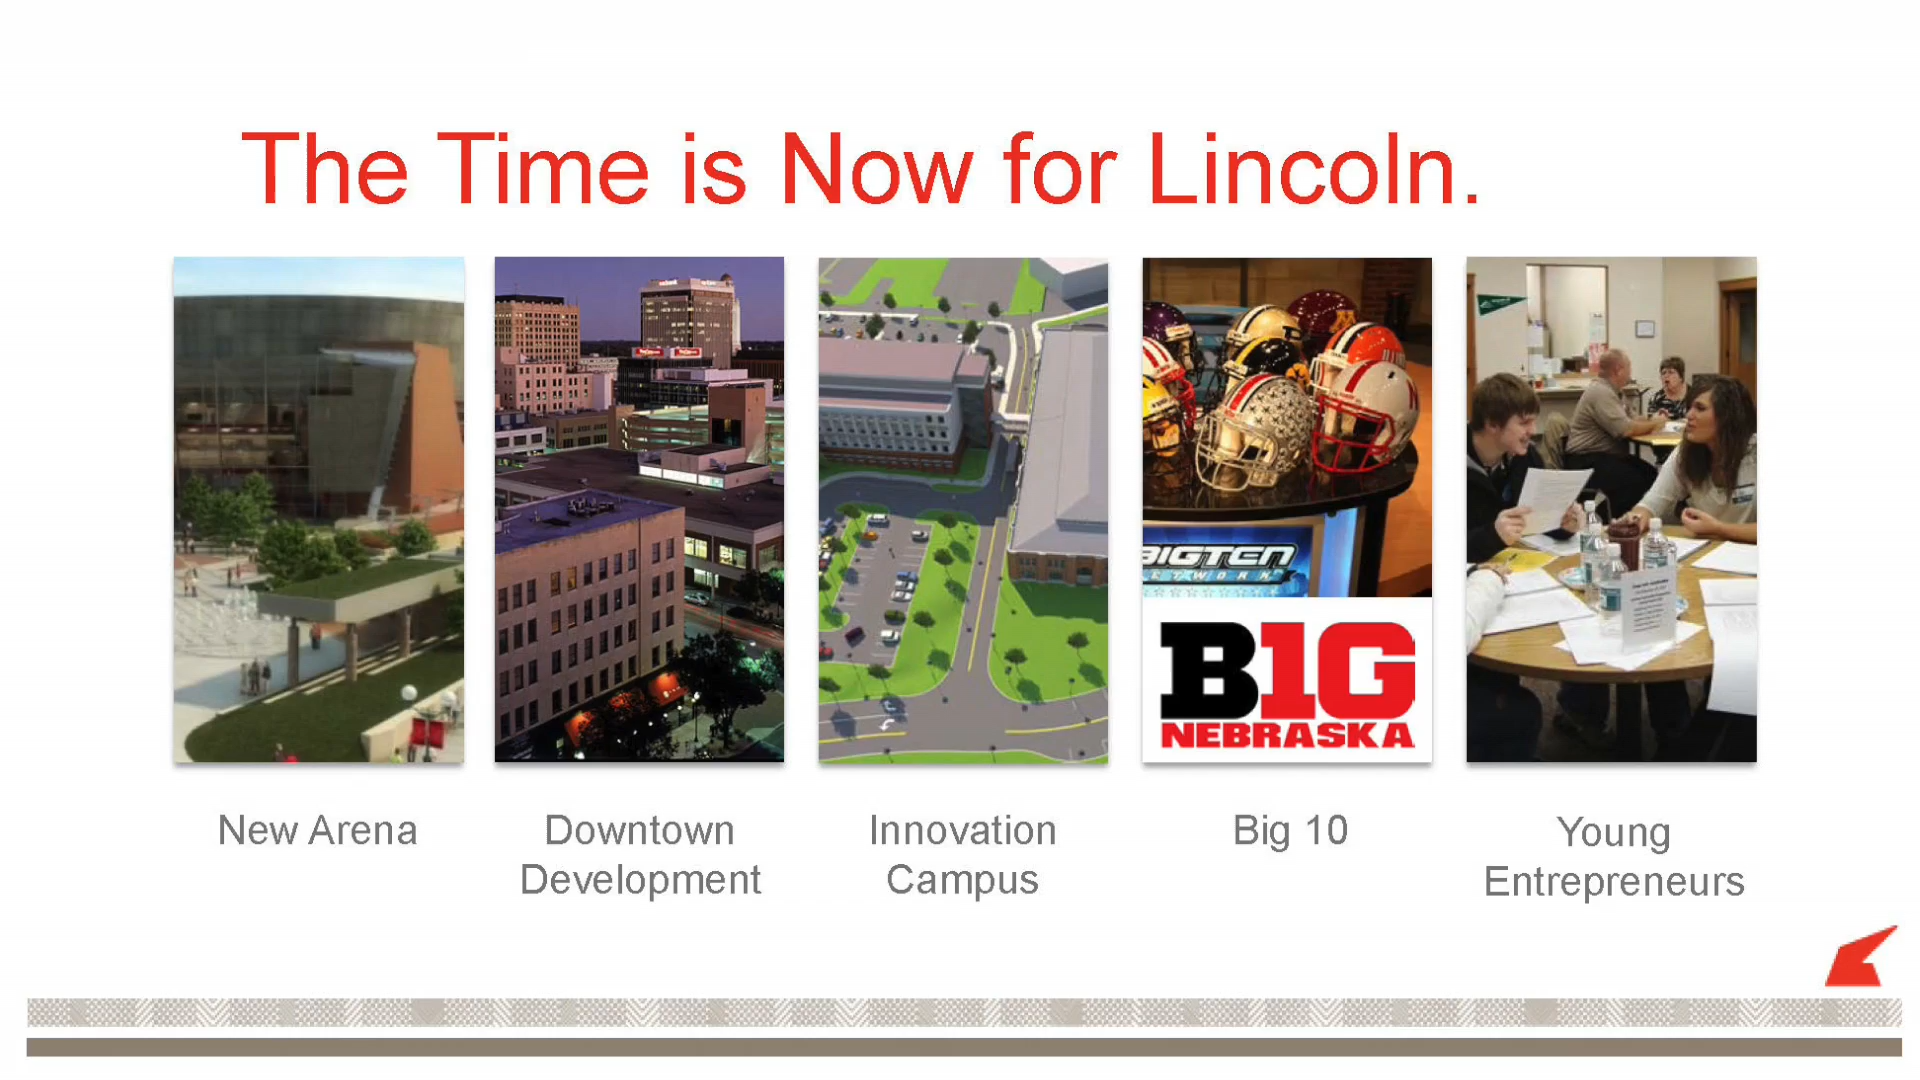 The Time is Now for Lincoln.
BIGTEN
NETWORK
B1G
NEBRASKA
New Arena
Downtown
Development
Innovation
Campus
Big 10
Young
Entrepreneurs